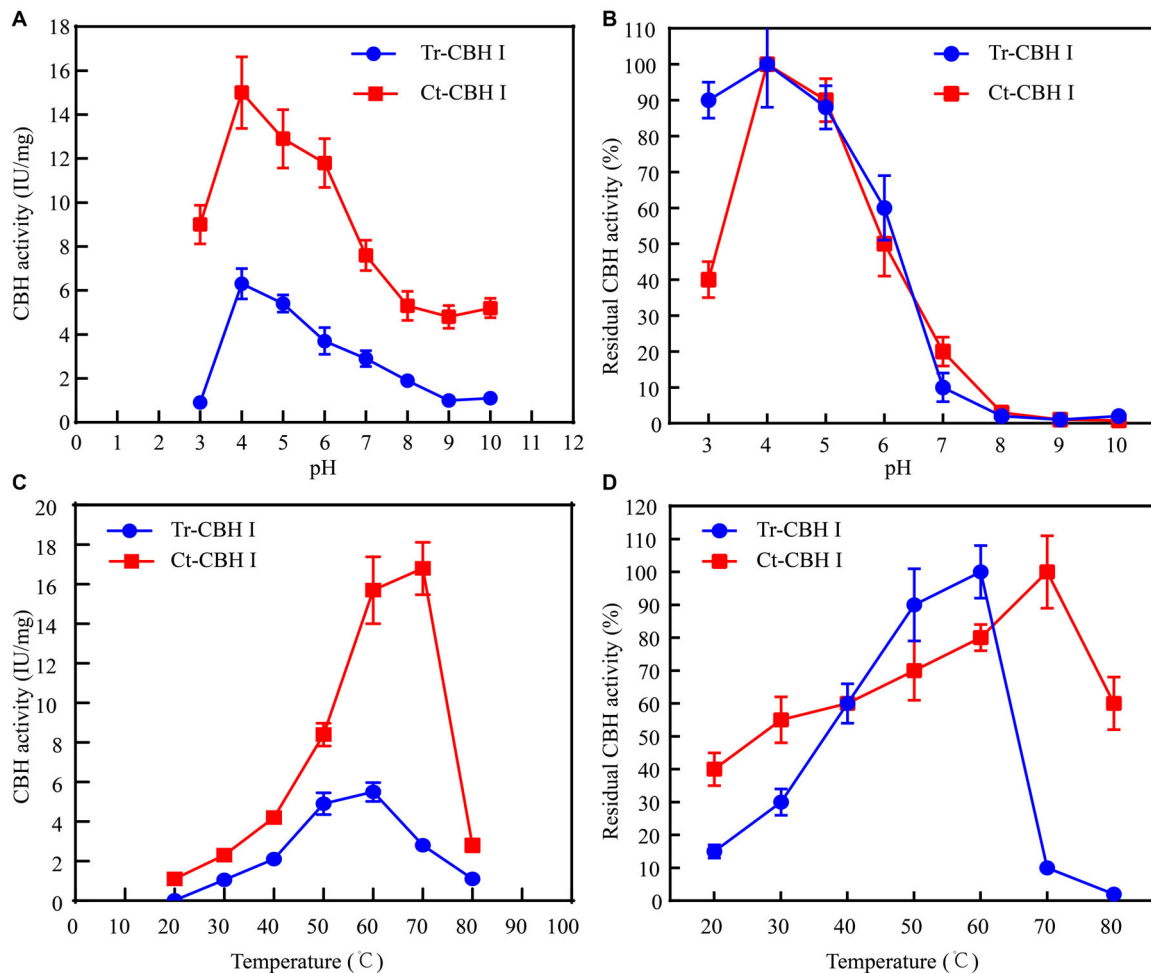 A
CBH activity (IU/mg)
18
16
14
12
10
8
6
4
2
0
0 1 2 3 4 5 6 7 8 9 10 12
pH
Tr-CBH I
Ct-CBH I
B
Residual CBH activity (%)
110
100
90
80
70
60
50
40
30
20
10
0
3 4 5 6 7 8 9 10
pH
Tr-CBH I
Ct-CBH I
C
CBH activity (IU/mg)
20
18
16
14
12
10
8
6
4
2
0
0 10 20 30 40 50 60 70 80 90 100
Temperature (℃)
Tr-CBH I
Ct-CBH I
D
Residual CBH activity (%)
120
110
100
90
80
70
60
50
40
30
20
10
0
20 30 40 50 60 70 80
Temperature (℃)
Tr-CBH I
Ct-CBH I